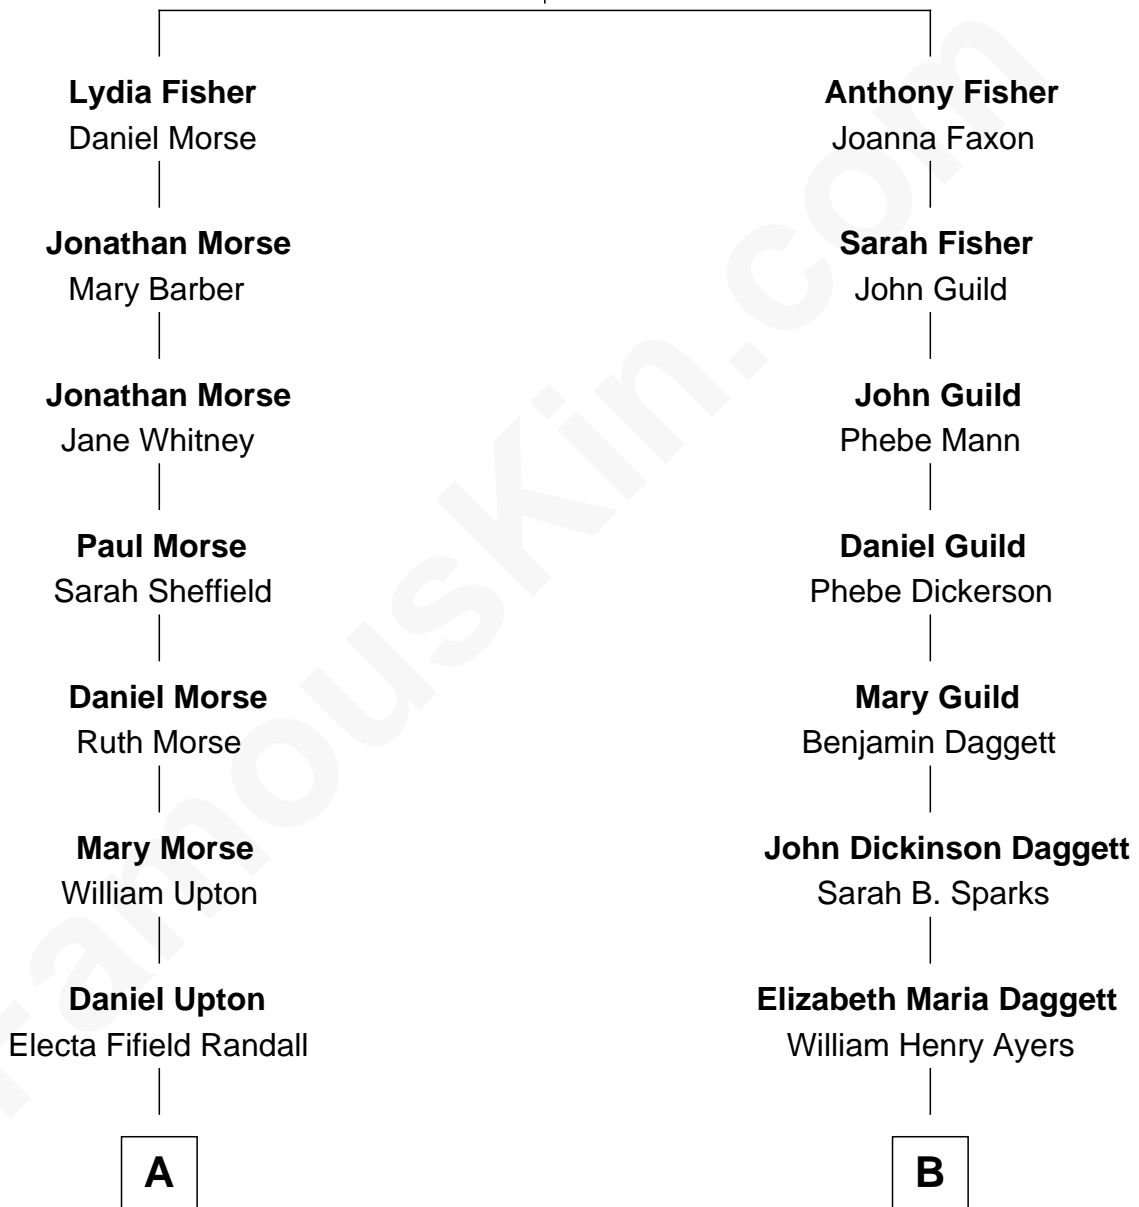 Lydia Fisher
Daniel Morse
Jonathan Morse
Mary Barber
Jonathan Morse
Jane Whitney
Paul Morse
Sarah Sheffield
Daniel Morse
Ruth Morse
Mary Morse
William Upton
Daniel Upton
Electa Fifield Randall
A
Anthony Fisher
Joanna Faxon
Sarah Fisher
John Guild
John Guild
Phebe Mann
Daniel Guild
Phebe Dickerson
Mary Guild
Benjamin Daggett
John Dickinson Daggett
Sarah B. Sparks
Elizabeth Maria Daggett
William Henry Ayers
B
FamousKin.com